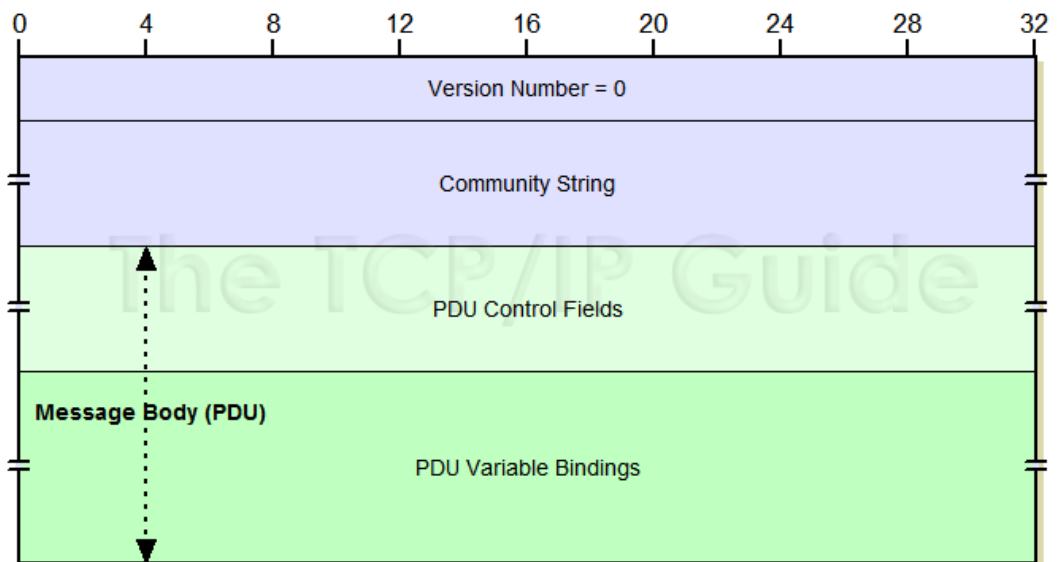 0 4 8 12 16 20 24 28 32
Version Number = 0
Community String
The TCP/IP Guide
PDU Control Fields
Message Body (PDU)
PDU Variable Bindings